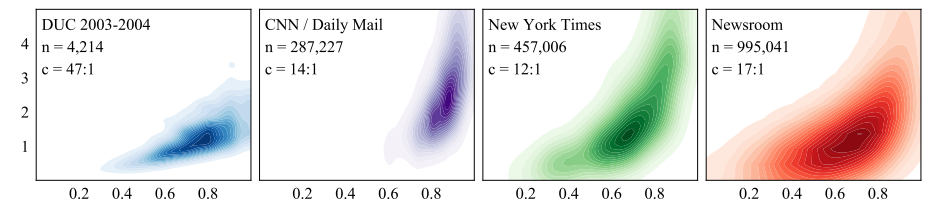 DUC 2003-2004
n = 4,214
c = 47:1
CNN / Daily Mail
n = 287,227
c = 14:1
New York Times
n = 457,006
c = 12:1
Newsroom
n = 995,041
c = 17:1
4
3
2
1
0.2 0.4 0.6 0.8
0.2 0.4 0.6 0.8
0.2 0.4 0.6 0.8
0.2 0.4 0.6 0.8